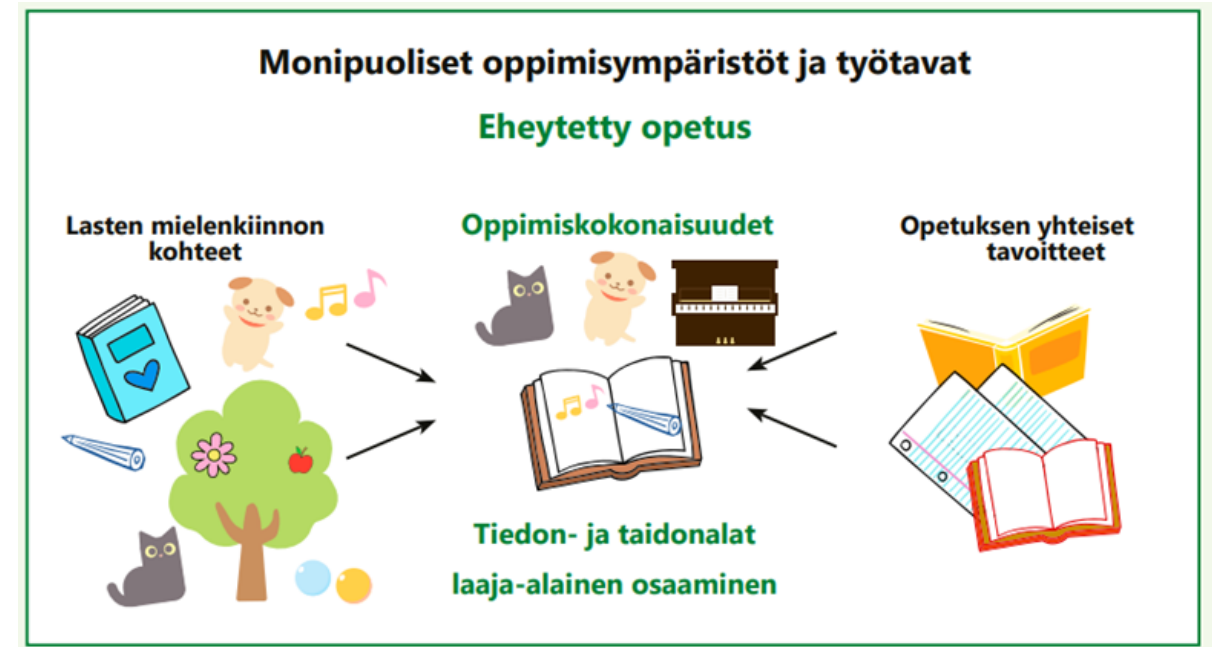 Monipuoliset oppimisympäristöt ja työtavat
Eheytetty opetus
Lasten mielenkiinnon
kohteet
Oppimiskokonaisuudet
Opetuksen yhteiset
tavoitteet
Tiedon- ja taidonalat
laaja-alainen osaaminen